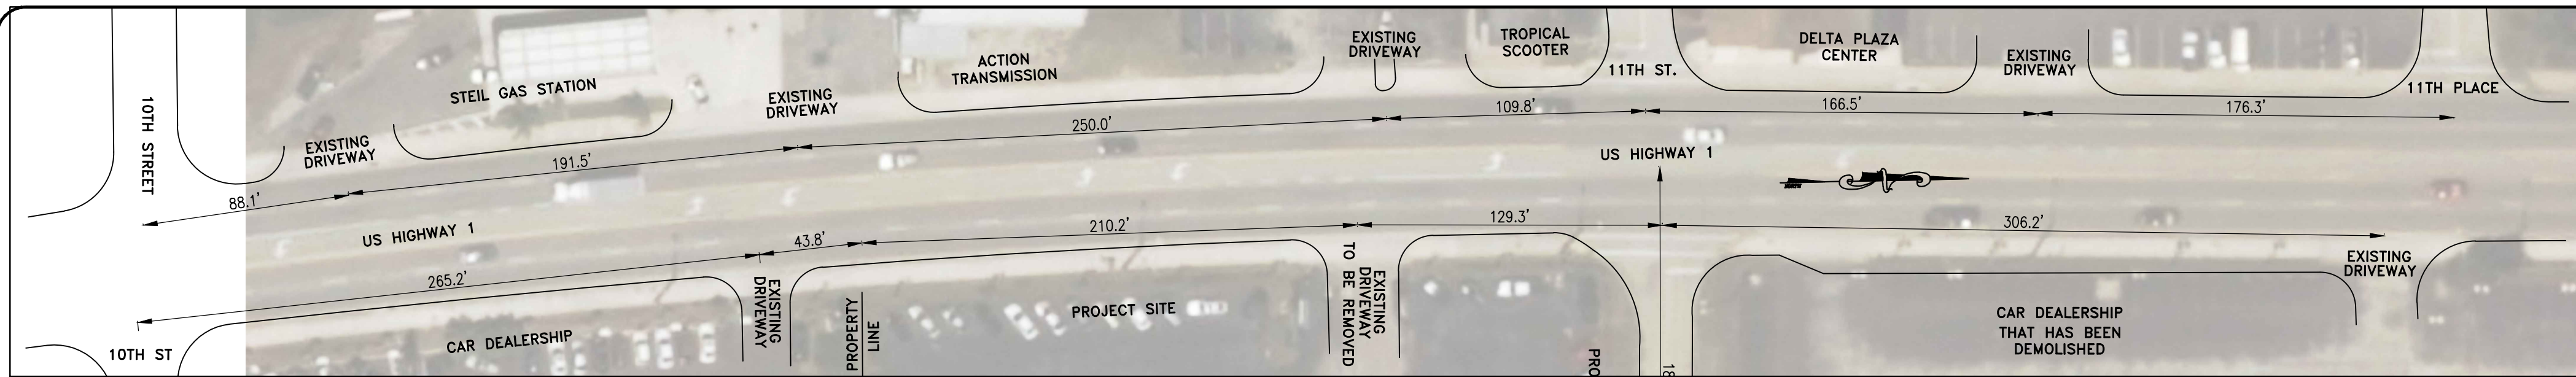 10TH STREET
EXISTING
DRIVEWAY
STEIL GAS STATION
EXISTING
DRIVEWAY
ACTION
TRANSMISSION
EXISTING
DRIVEWAY
TROPICAL
SCOOTER
11TH ST.
DELTA PLAZA
CENTER
EXISTING
DRIVEWAY
11TH PLACE
88.1'
191.5'
250.0'
109.8'
166.5'
176.3'
US HIGHWAY 1
US HIGHWAY 1
265.2'
43.8'
210.2'
129.3'
306.2'
10TH ST
CAR DEALERSHIP
EXISTING
DRIVEWAY
PROPERTY
LINE
PROJECT SITE
EXISTING
DRIVEWAY
TO BE REMOVED
PRO
18
CAR DEALERSHIP
THAT HAS BEEN
DEMOLISHED
EXISTING
DRIVEWAY